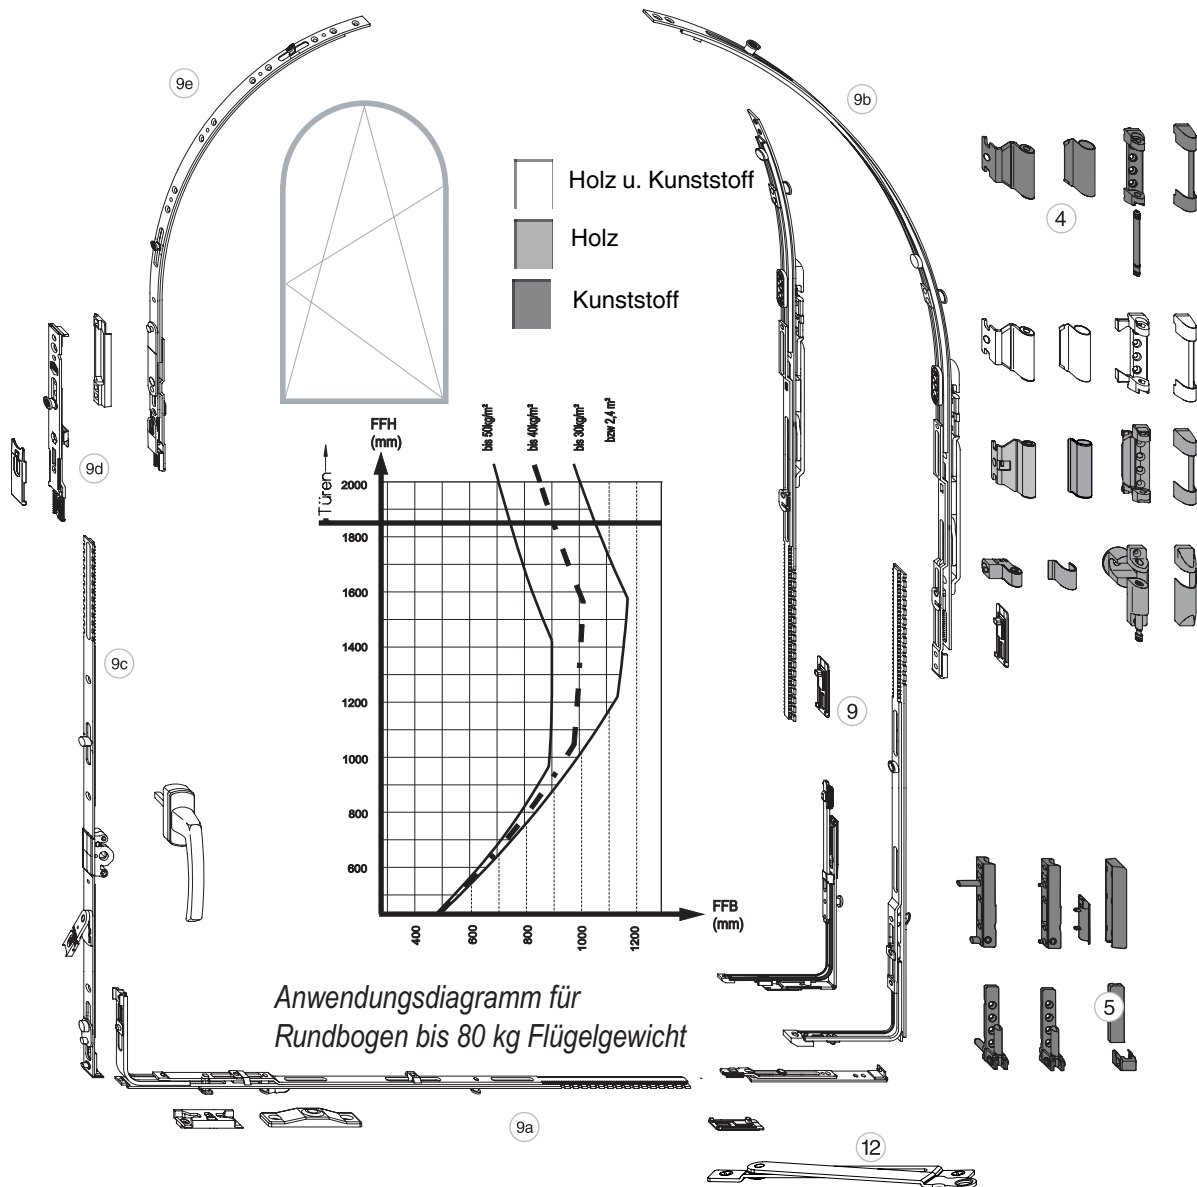 9e
9b
Holz u. Kunststoff
Holz
Kunststoff
4
9d
FFH
(mm)
bis 50kg/m²
bis 40kg/m²
bis 30kg/m²
bzw 2,4 m²
Türen
2000
1800
1600
1400
1200
1000
800
600
400
600
800
1000
1200
FFB
(mm)
9c
9
5
Anwendungsdiagramm für
Rundbogen bis 80 kg Flügelgewicht
9a
12